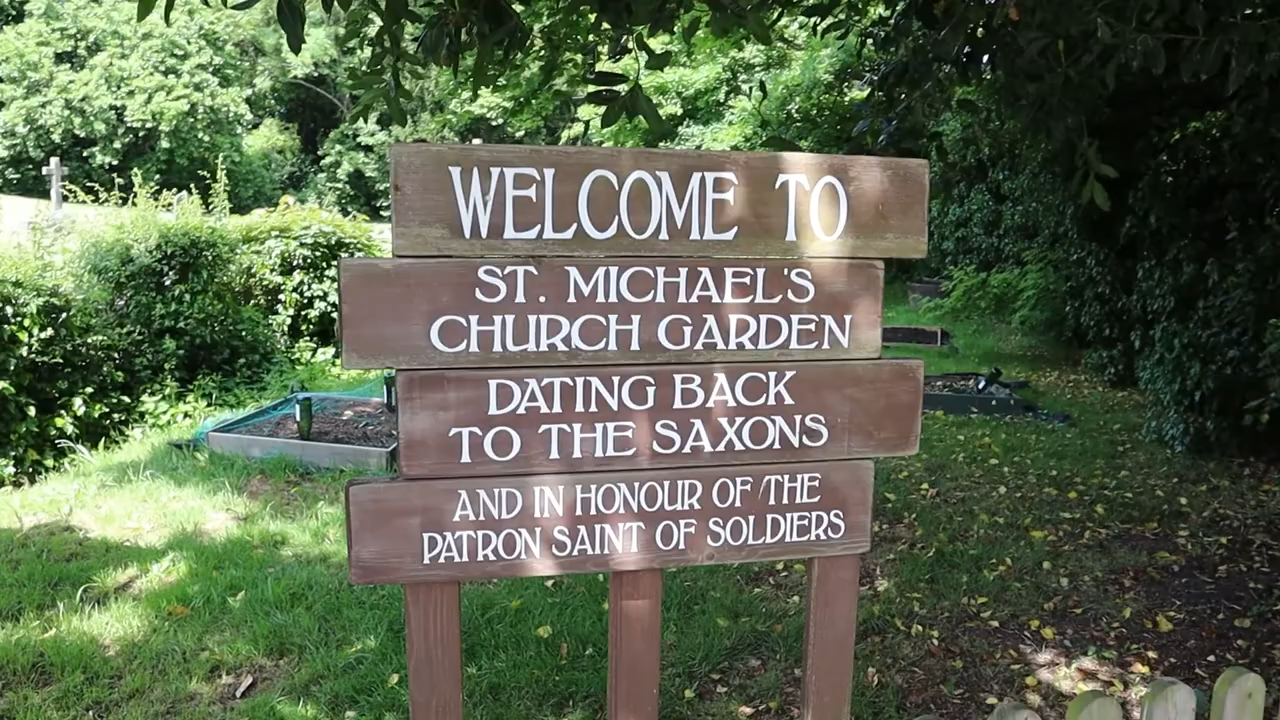 WELCOME TO
ST. MICHAEL'S
CHURCH GARDEN
DATING BACK
TO THE SAXONS
AND IN HONOUR OF THE
PATRON SAINT OF SOLDIERS